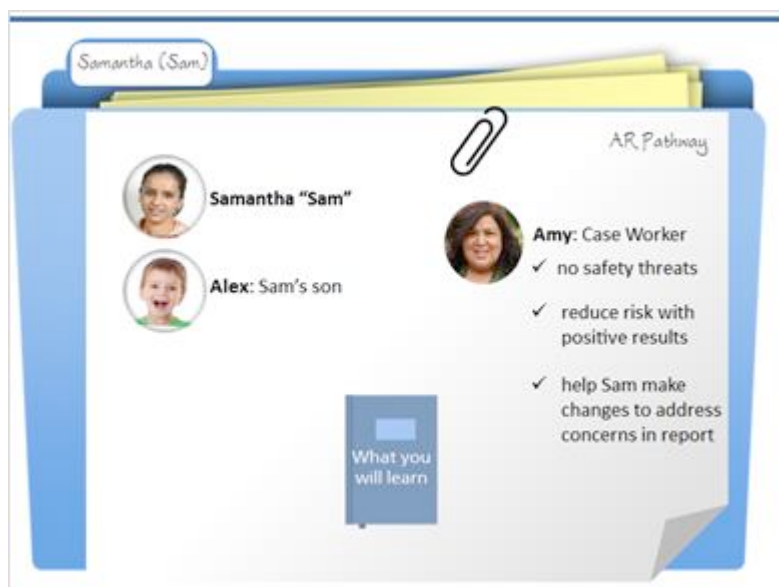 Samantha (Sam)
AR Pathway
Samantha “Sam”
Alex: Sam’s son
Amy: Case Worker
✓ no safety threats
✓ reduce risk with
positive results
✓ help Sam make
changes to address
concerns in report
What you
will learn